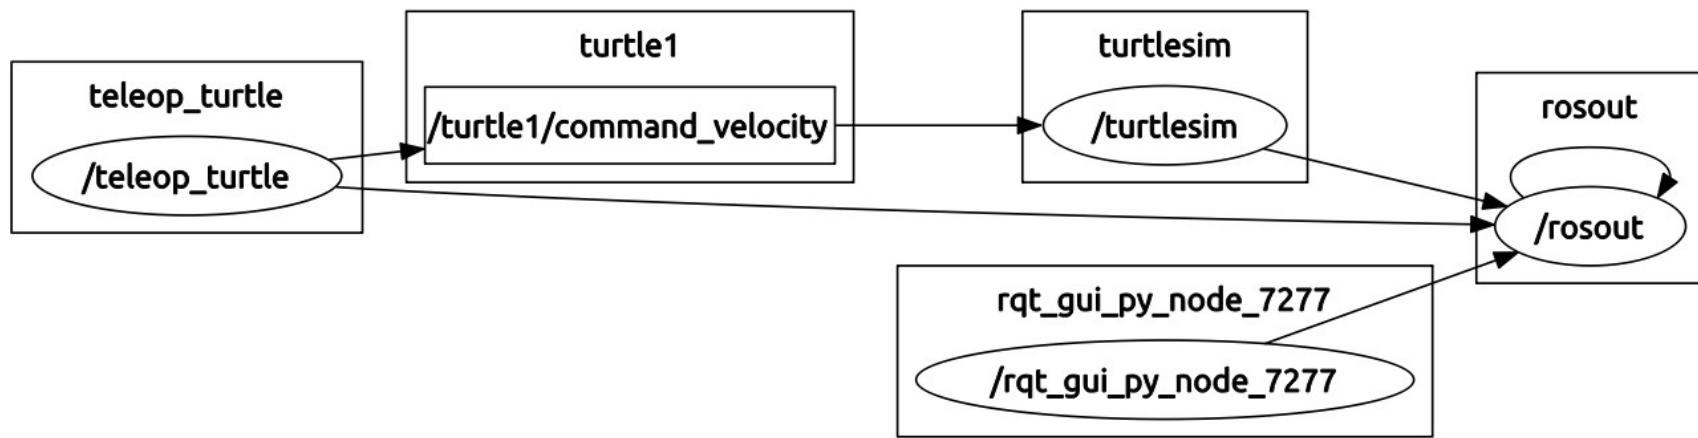 teleop_turtle
/teleop_turtle
turtle1
/turtle1/command_velocity
turtlesim
/turtlesim
rosout
/rosout
rqt_gui_py_node_7277
/rqt_gui_py_node_7277